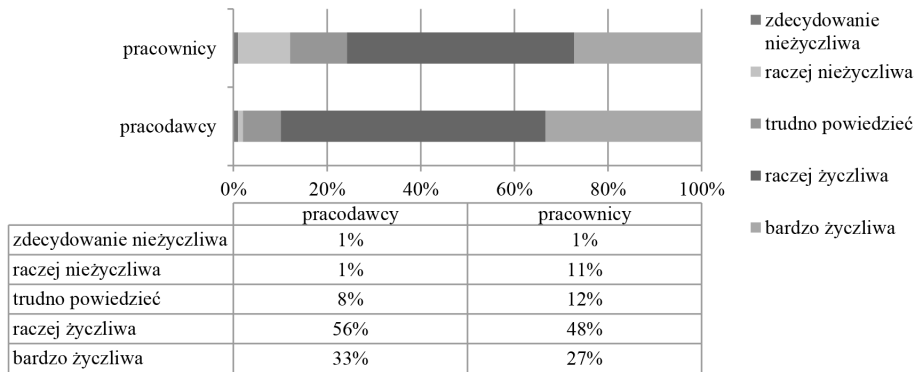 pracownicy
pracodawcy
0% 20% 40% 60% 80% 100%
zdecydowanie
nieżyczliwa
raczej nieżyczliwa
trudno powiedzieć
raczej życzliwa
bardzo życzliwa
pracodawcy pracownicy
zdecydowanie nieżyczliwa 1% 1%
raczej nieżyczliwa 1% 11%
trudno powiedzieć 8% 12%
raczej życzliwa 56% 48%
bardzo życzliwa 33% 27%